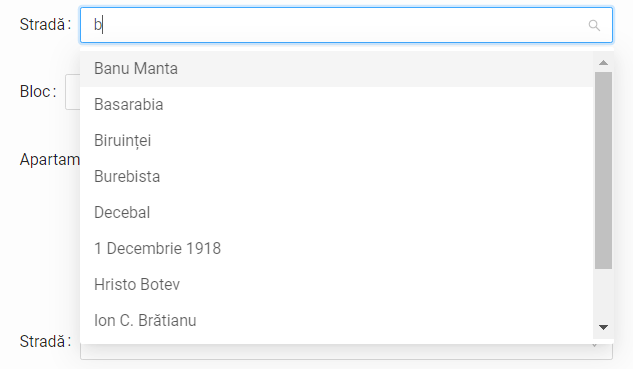 Stradă:
b
Banu Manta
Basarabia
Biruinței
Burebista
Decebal
1 Decembrie 1918
Hristo Botev
Ion C. Brătianu
Bloc:
Apartam
Stradă: